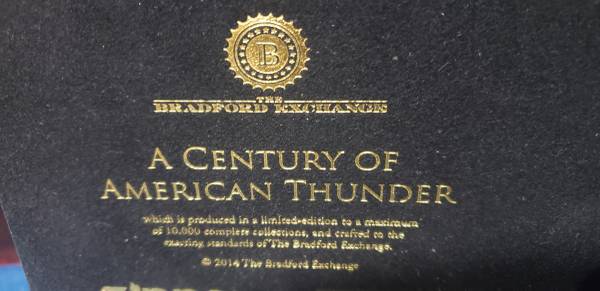 B
THE
BRADFORD EXCHANGE
A CENTURY OF
AMERICAN THUNDER
which is produced in a limited-edition to a maximum
of 10,000 complete collections, and crafted to the
exacting standards of The Bradford Exchange.
© 2014 The Bradford Exchange